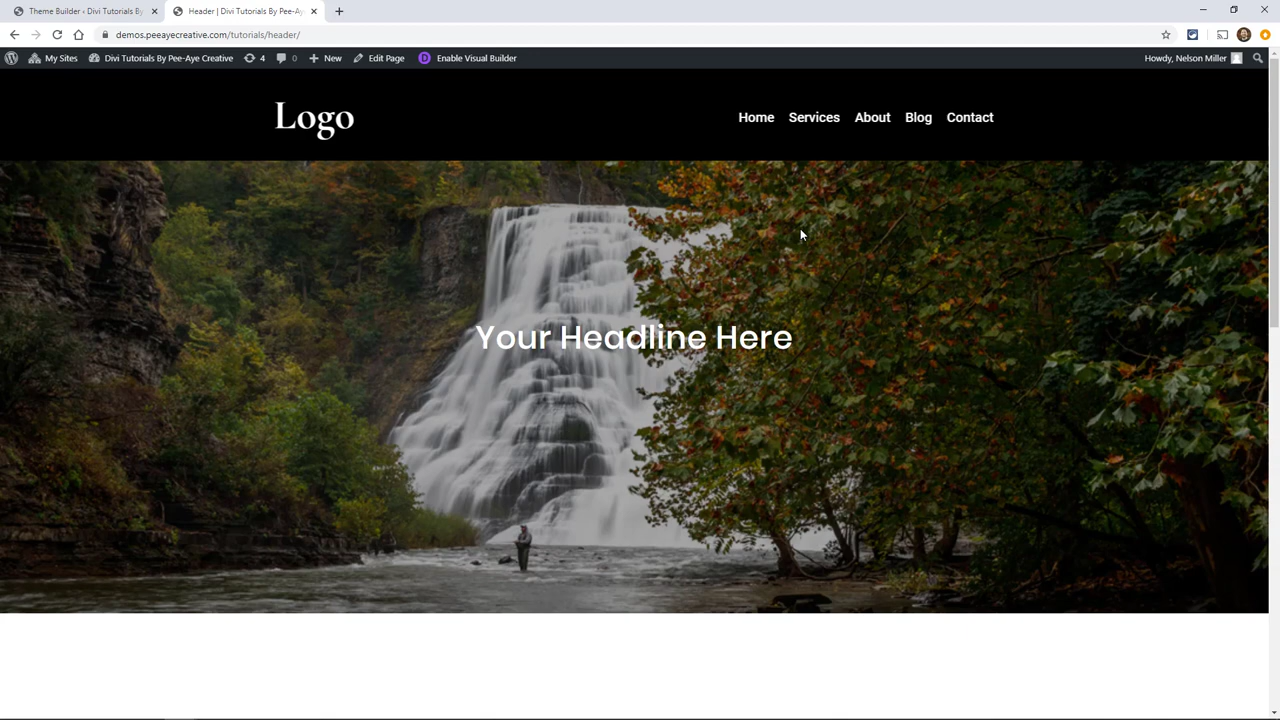 Theme Builder ‹ Divi Tutorials By
Header | Divi Tutorials By Pee-Ay
demos.peeayecreative.com/tutorials/header/
My Sites
Divi Tutorials By Pee-Aye Creative
4
0
New
Edit Page
Enable Visual Builder
Howdy, Nelson Miller
Logo
Home Services About Blog Contact
Your Headline Here